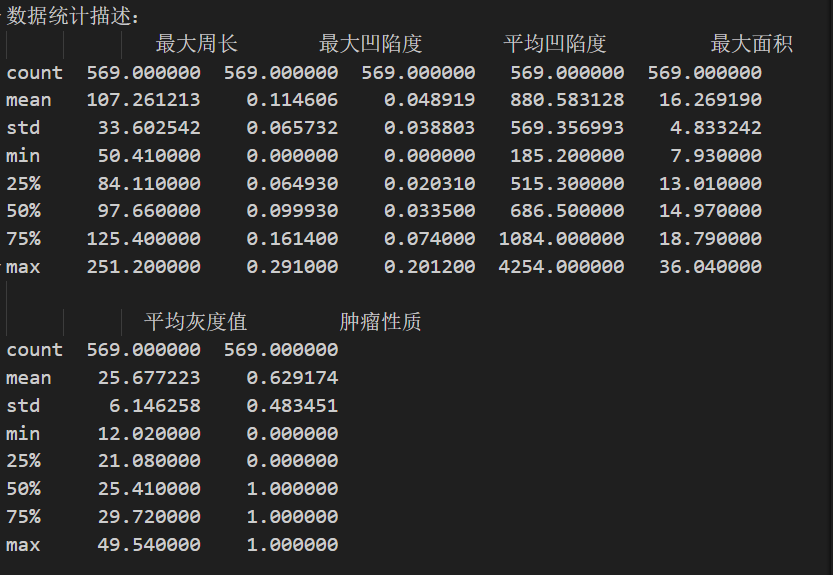 数据统计描述:
最大周长 最大凹陷度 平均凹陷度 最大面积
count 569.000000 569.000000 569.000000 569.000000 569.000000
mean 107.261213 0.114606 0.048919 880.583128 16.269190
std 33.602542 0.065732 0.038803 569.356993 4.833242
min 50.410000 0.000000 0.000000 185.200000 7.930000
25% 84.110000 0.064930 0.020310 515.300000 13.010000
50% 97.660000 0.099930 0.033500 686.500000 14.970000
75% 125.400000 0.161400 0.074000 1084.000000 18.790000
max 251.200000 0.291000 0.201200 4254.000000 36.040000
平均灰度值 肿瘤性质
count 569.000000 569.000000
mean 25.677223 0.629174
std 6.146258 0.483451
min 12.020000 0.000000
25% 21.080000 0.000000
50% 25.410000 1.000000
75% 29.720000 1.000000
max 49.540000 1.000000